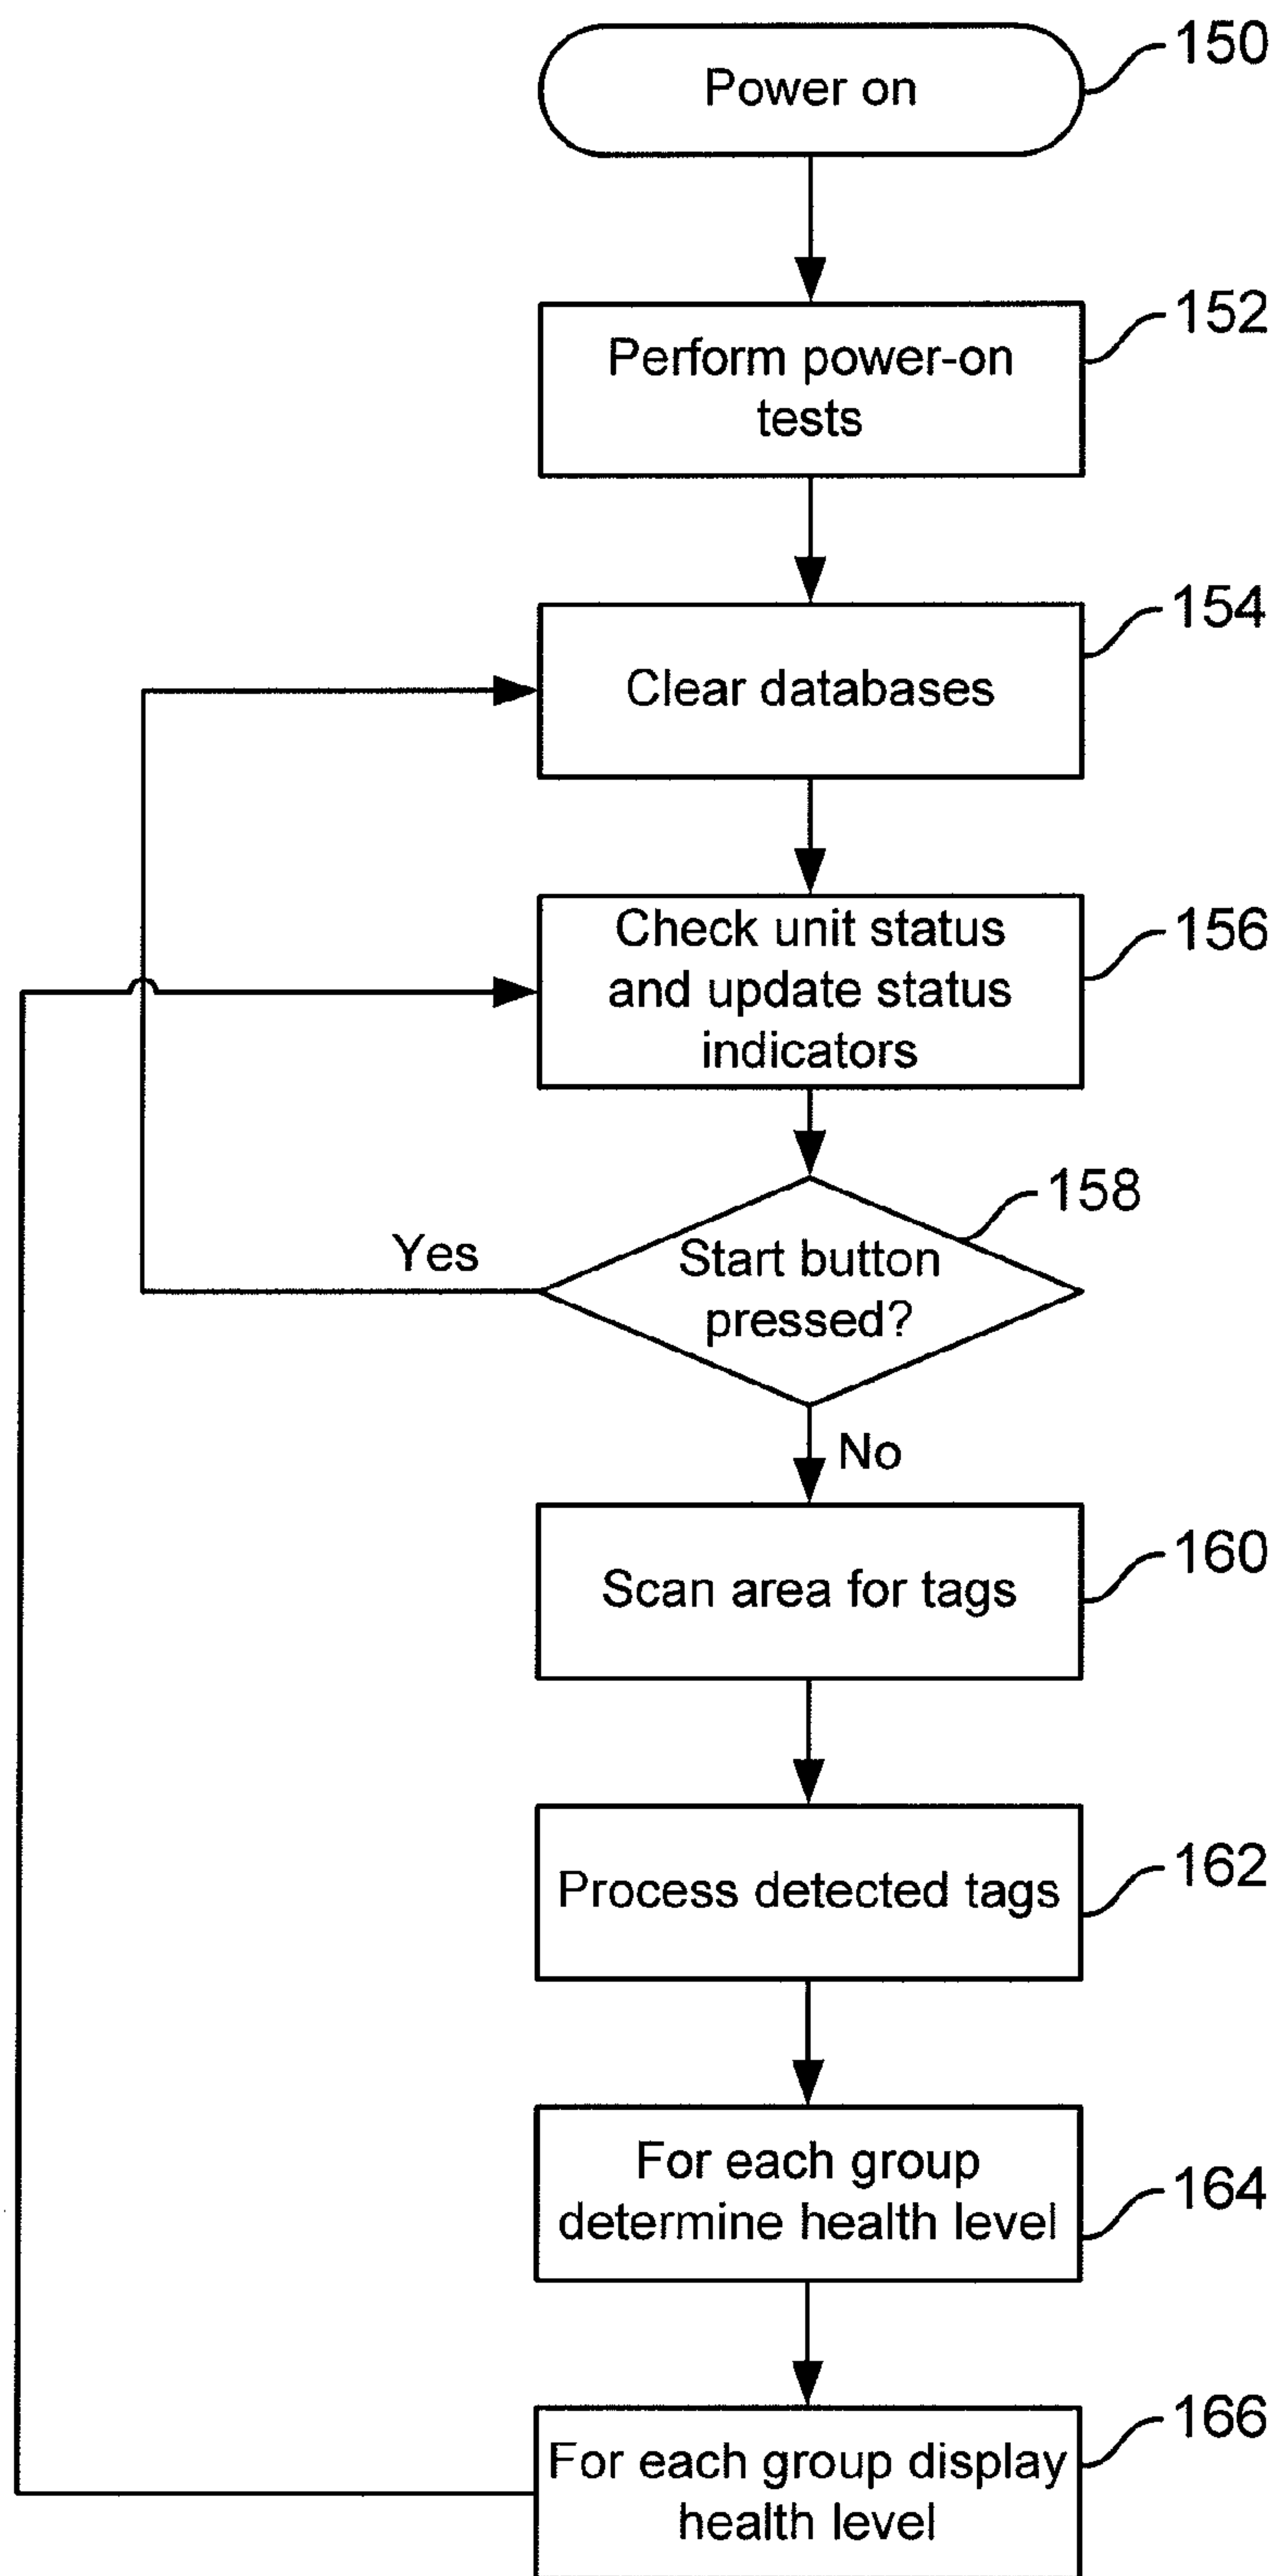 Power on
150
Perform power-on
tests
152
Clear databases
154
Check unit status
and update status
indicators
156
Start button
pressed?
158
Yes
No
Scan area for tags
160
Process detected tags
162
For each group
determine health level
164
For each group display
health level
166